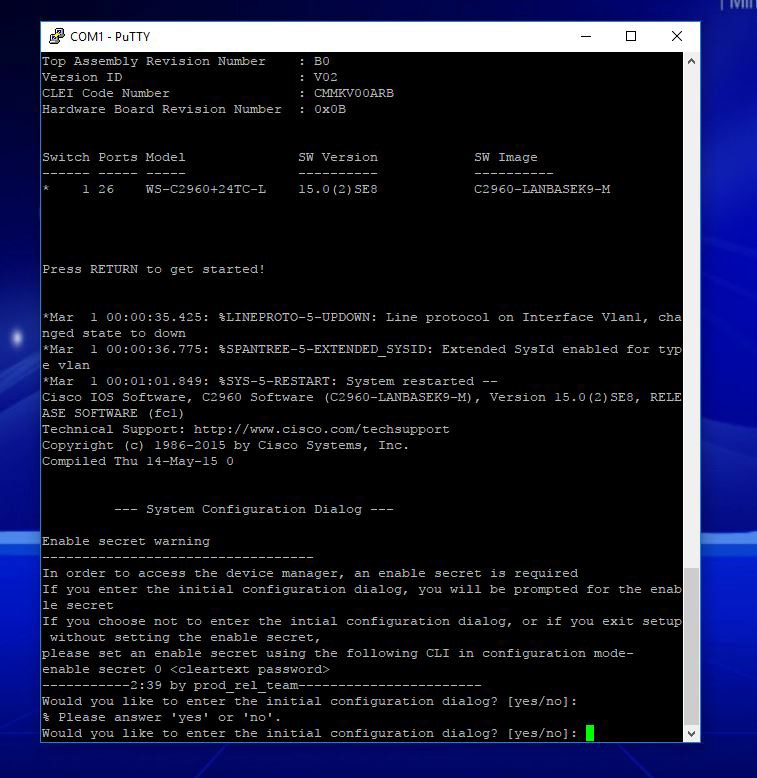 | Min
COM1 - PuTTY
Top Assembly Revision Number    : B0
Version ID                      : V02
CLEI Code Number                : CMMKV00ARB
Hardware Board Revision Number  : 0x0B
Switch Ports Model              SW Version            SW Image
------ ----- -----              ----------            ----------
*    1 26    WS-C2960+24TC-L    15.0(2)SE8            C2960-LANBASEK9-M
Press RETURN to get started!
*Mar  1 00:00:35.425: %LINEPROTO-5-UPDOWN: Line protocol on Interface Vlan1, cha
nged state to down
*Mar  1 00:00:36.775: %SPANTREE-5-EXTENDED_SYSID: Extended SysId enabled for typ
e vlan
*Mar  1 00:01:01.849: %SYS-5-RESTART: System restarted --
Cisco IOS Software, C2960 Software (C2960-LANBASEK9-M), Version 15.0(2)SE8, RELE
ASE SOFTWARE (fc1)
Technical Support: http://www.cisco.com/techsupport
Copyright (c) 1986-2015 by Cisco Systems, Inc.
Compiled Thu 14-May-15 0
--- System Configuration Dialog ---
Enable secret warning
----------------------------------
In order to access the device manager, an enable secret is required
If you enter the initial configuration dialog, you will be prompted for the enab
le secret
If you choose not to enter the intial configuration dialog, or if you exit setup
 without setting the enable secret,
please set an enable secret using the following CLI in configuration mode-
enable secret 0 <cleartext password>
-----------2:39 by prod_rel_team-----------------------
Would you like to enter the initial configuration dialog? [yes/no]:
% Please answer 'yes' or 'no'.
Would you like to enter the initial configuration dialog? [yes/no]: